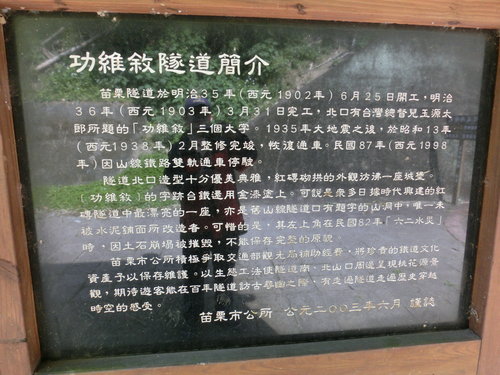 功維敘隧道簡介
苗栗隧道於明治35年(西元1902年)6月25日開工，明治
36年(西元1903年)3月31日完工，北口有台灣總督兒玉源太
郎所題的「功維敘」三個大字。1935年大地震之後，於昭和13年
(西元1938年)2月整修完竣，恢復通車。民國87年(西元1998
年)因山線鐵路雙軌通車停駛。
隧道北口造型十分優美典雅，紅磚砌拱的外觀彷彿一座城堡。
〔功維敘〕的字跡台鐵還用金漆塗上。可說是眾多日據時代興建的紅
磚隧道中最漂亮的一座，亦是舊山線隧道口有題字的山洞中，唯一未
被水泥鋪面所改造者。可惜的是，其左上角在民國82年「六二水災」
時，因土石崩塌被摧毀，不能保存完整的原貌。
苗栗市公所積極爭取交通部觀光局補助經費，將珍貴的鐵道文化
資產予以保存維護。以生態工法使隧道南、北山口周遭呈現桃花源景
觀，期待遊客能在百年隧道訪古尋幽之際，有走過隧道走過歷史穿越
時空的感受。
苗栗市公所 公元二00三年六月 謹誌